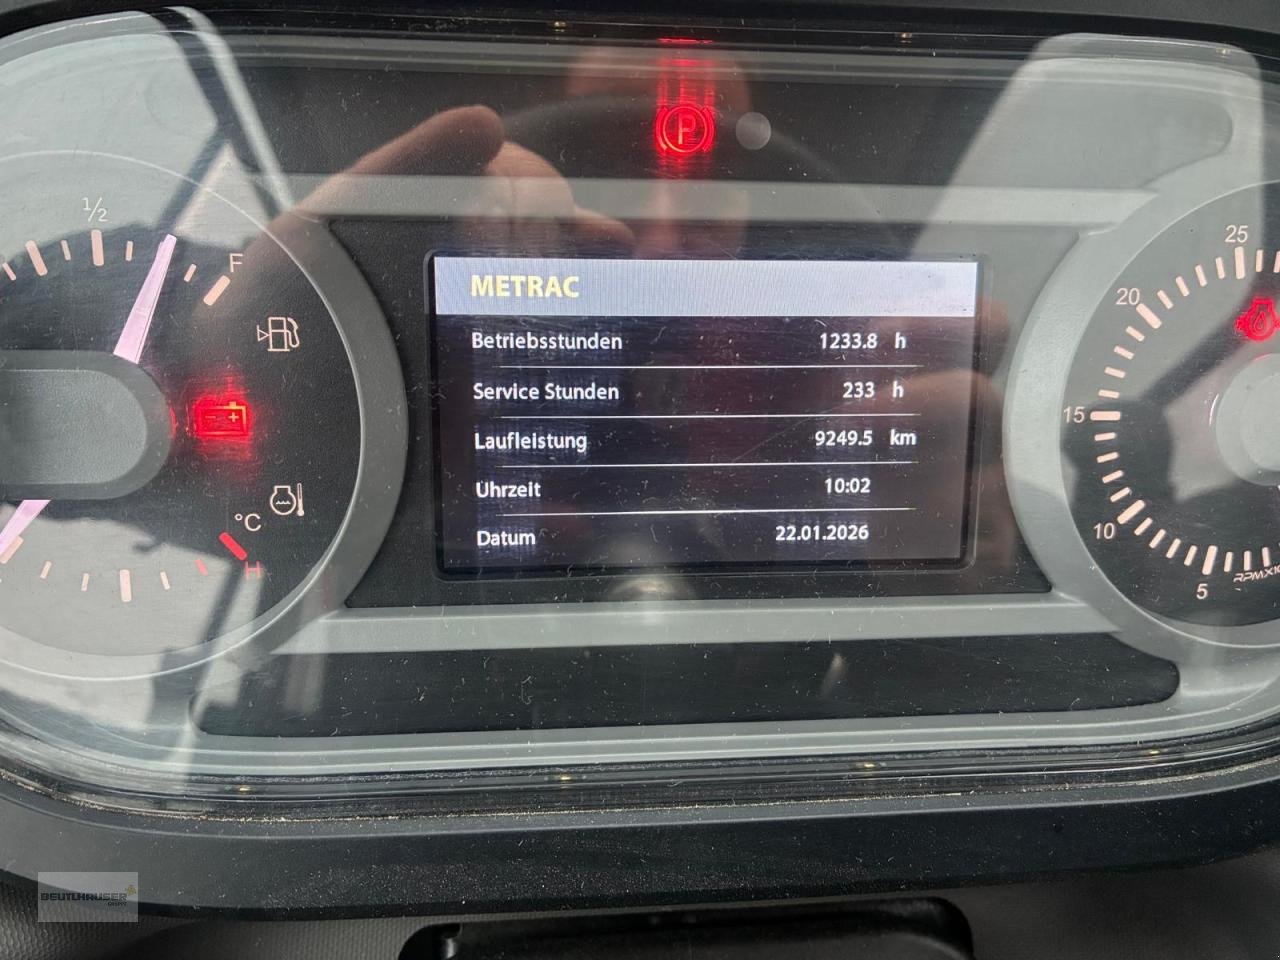 P
½
F
METRAC
Betriebsstunden 1233.8 h
Service Stunden 233 h
Laufleistung 9249.5 km
Uhrzeit 10:02
Datum 22.01.2026
°C
H
25
20
15
10
5
BEUTLHAUSER